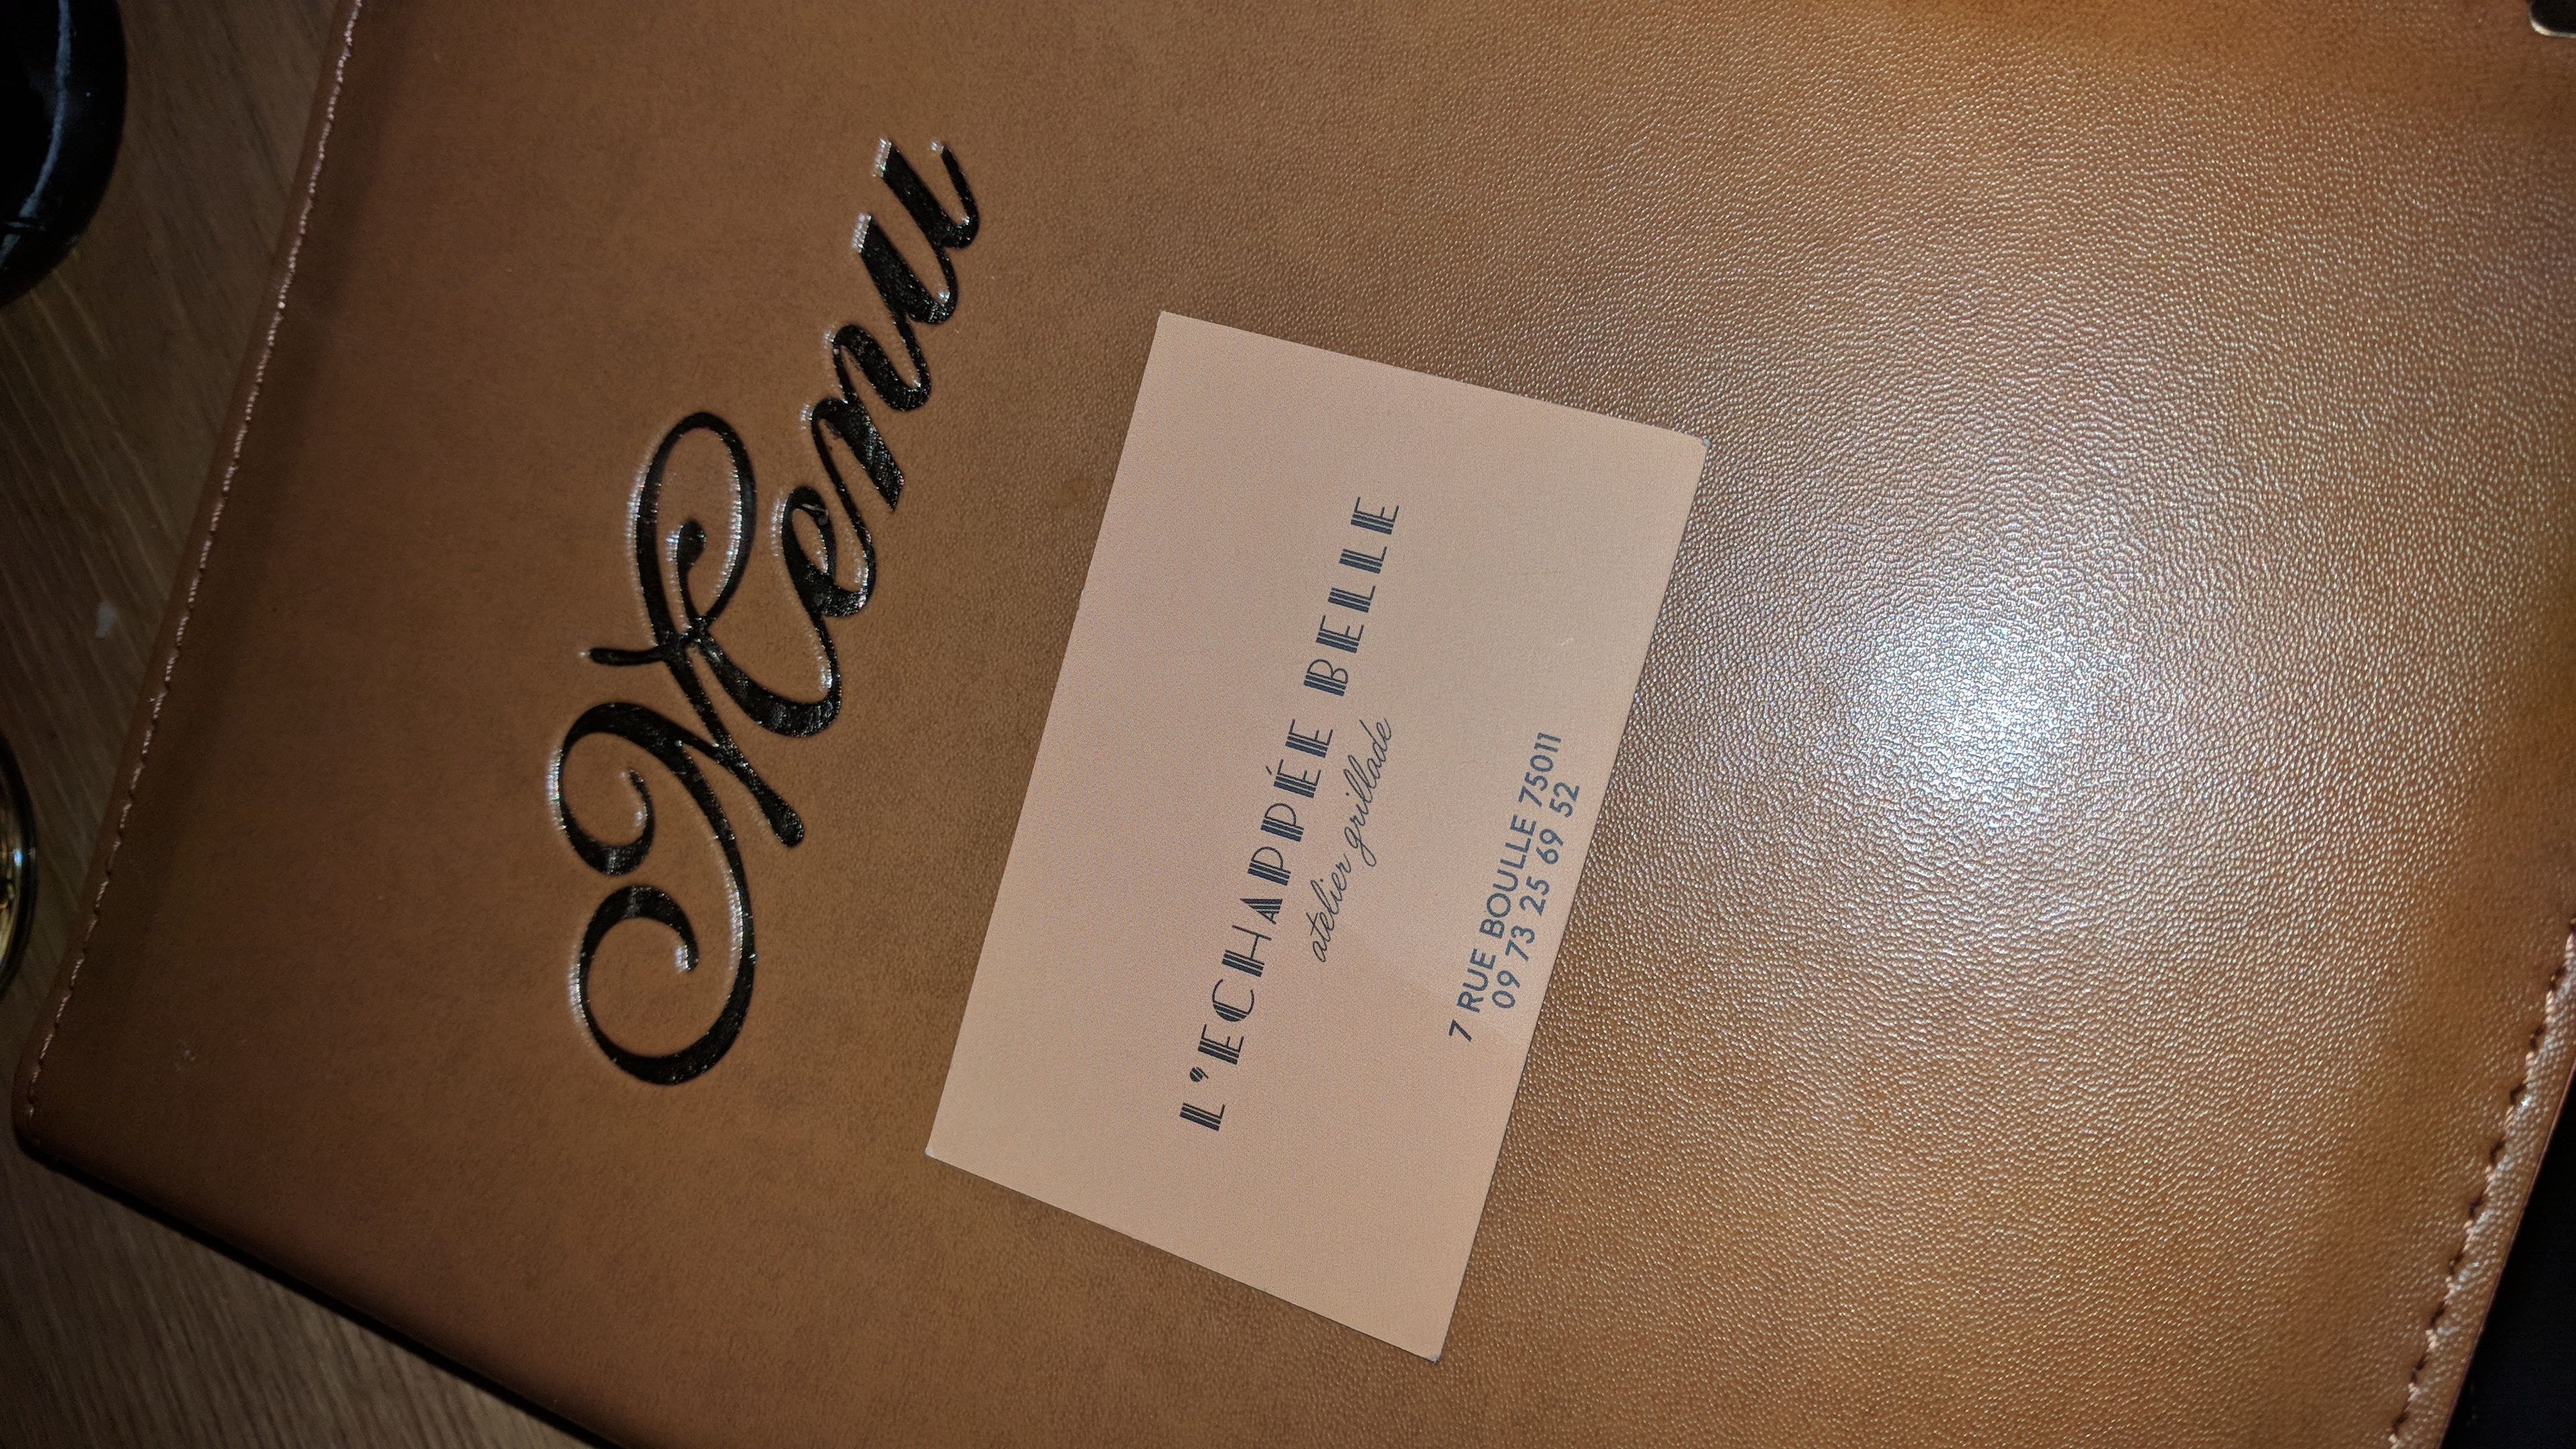 Menu
L'ECHAPPÉE BELLE
atelier grillade
7 RUE BOULLE 75011
09 73 25 69 52